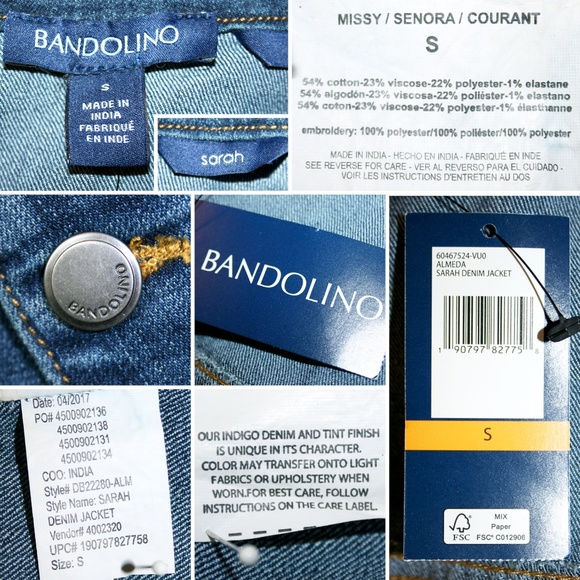 BANDOLINO
S
MADE IN
INDIA
FABRIQUÉ
EN INDE
sarah
MISSY / SENORA / COURANT
S
54% cotton-23% viscose-22% polyester-1% elastane
54% algodón-23% viscosa-22% poliéster-1% elastano
54% coton-23% viscose-22% polyester-1% élasthanne
embroidery: 100% polyester/100% poliéster/100% polyester
MADE IN INDIA - HECHO EN INDIA - FABRIQUÉ EN INDE
SEE REVERSE FOR CARE - VER AL REVERSO PARA EL CUIDADO -
VOIR LES INSTRUCTIONS D'ENTRETIEN AU DOS
BANDOLINO
BANDOLINO
60467524-VU0
ALMEDA
SARAH DENIM JACKET
1 90797 82775 8
S
MIX
Paper
FSC
FSC® C012906
Date: 04/2017
PO# 4500902136
4500902138
4500902131
4500902134
COO: INDIA
Style# DB22280-ALM
Style Name: SARAH
DENIM JACKET
Vendor# 4002320
UPC# 190797827758
Size: S
OUR INDIGO DENIM AND TINT FINISH
IS UNIQUE IN ITS CHARACTER.
COLOR MAY TRANSFER ONTO LIGHT
FABRICS OR UPHOLSTERY WHEN
WORN.FOR BEST CARE, FOLLOW
INSTRUCTIONS ON THE CARE LABEL.